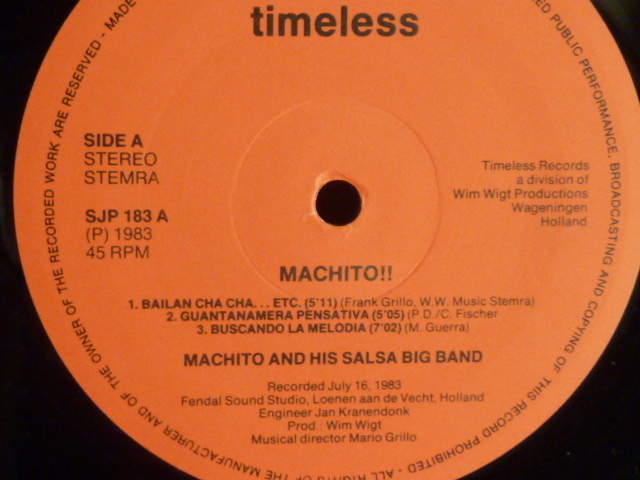 timeless
SIDE A
STEREO
STEMRA
SJP 183 A
(P) 1983
45 RPM
Timeless Records
a division of
Wim Wigt Productions
Wageningen
Holland
MACHITO!!
1. BAILAN CHA CHA... ETC. (5'11) (Frank Grillo, W.W. Music Stemra)
2. GUANTANAMERA PENSATIVA (5'05) (P.D./C. Fischer
3. BUSCANDO LA MELODIA (7'02) (M. Guerra)
MACHITO AND HIS SALSA BIG BAND
Recorded July 16, 1983
Fendal Sound Studio, Loenen aan de Vecht, Holland
Engineer Jan Kranendonk
Prod.: Wim Wigt
Musical director Mario Grillo
PUBLIC PERFORMANCE, BROADCASTING AND COPYING OF THIS RECORD PROHIBITED - ALL RIGHTS OF THE MANUFACTURER AND OF THE OWNER OF THE RECORDED WORK ARE RESERVED - MADE